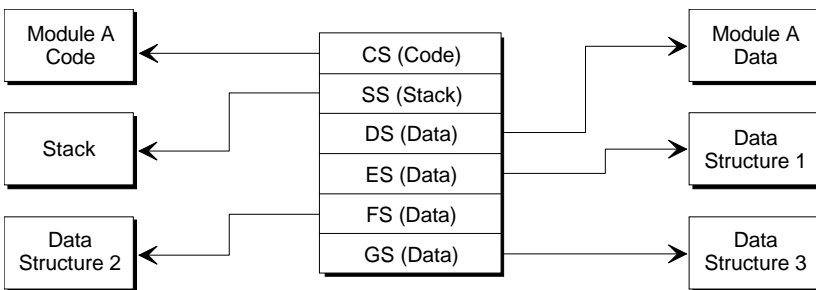 Module A
Code
Stack
Data
Structure 2
CS (Code)
SS (Stack)
DS (Data)
ES (Data)
FS (Data)
GS (Data)
Module A
Data
Data
Structure 1
Data
Structure 3